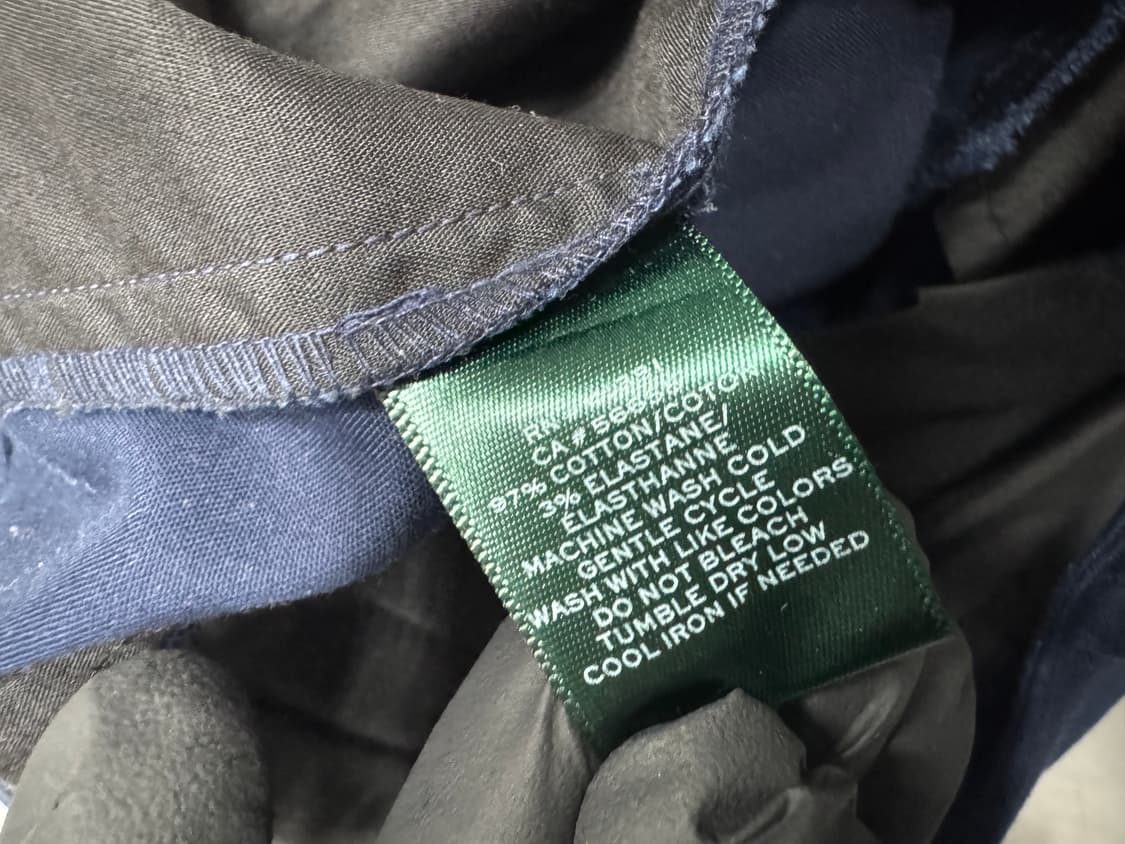 CA #
97% COTTON/COTON
3% ELASTANE/
ELASTHANNE
MACHINE WASH COLD
GENTLE CYCLE
WASH WITH LIKE COLORS
DO NOT BLEACH
TUMBLE DRY LOW
COOL IRON IF NEEDED